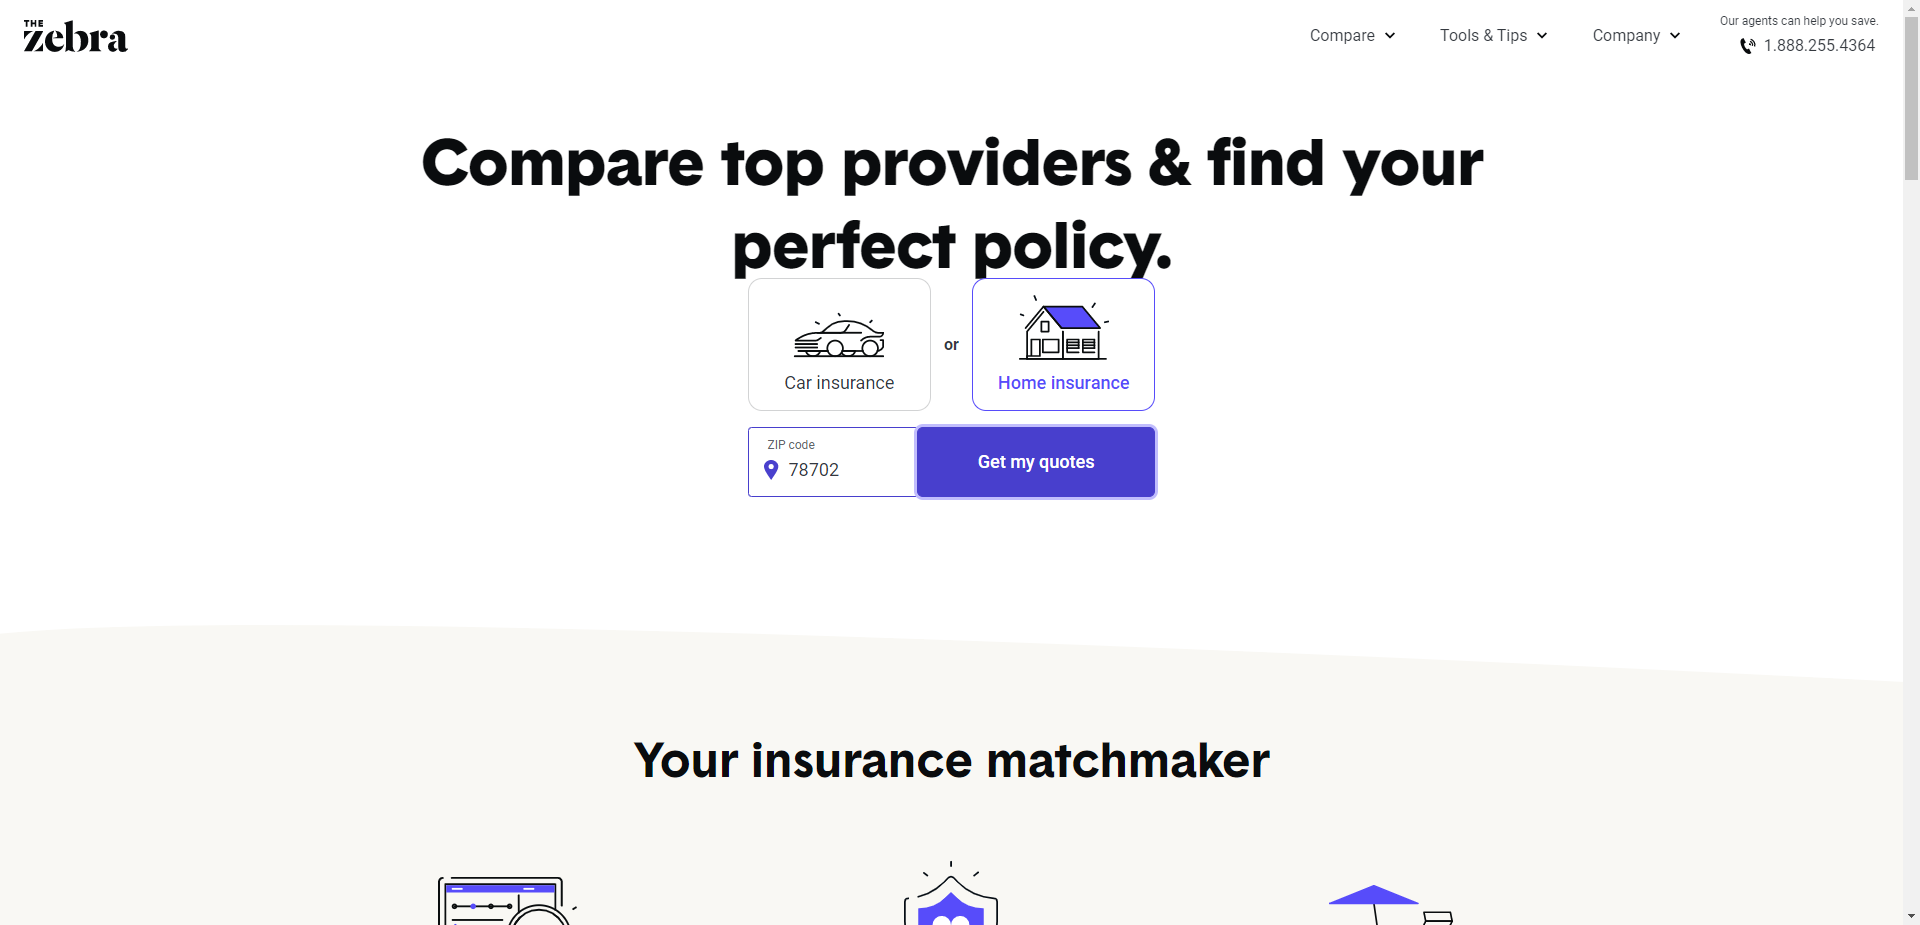 THE
zebra
Compare
Tools & Tips
Company
Our agents can help you save.
1.888.255.4364
Compare top providers & find your
perfect policy.
Car insurance
or
Home insurance
ZIP code
78702
Get my quotes
Your insurance matchmaker